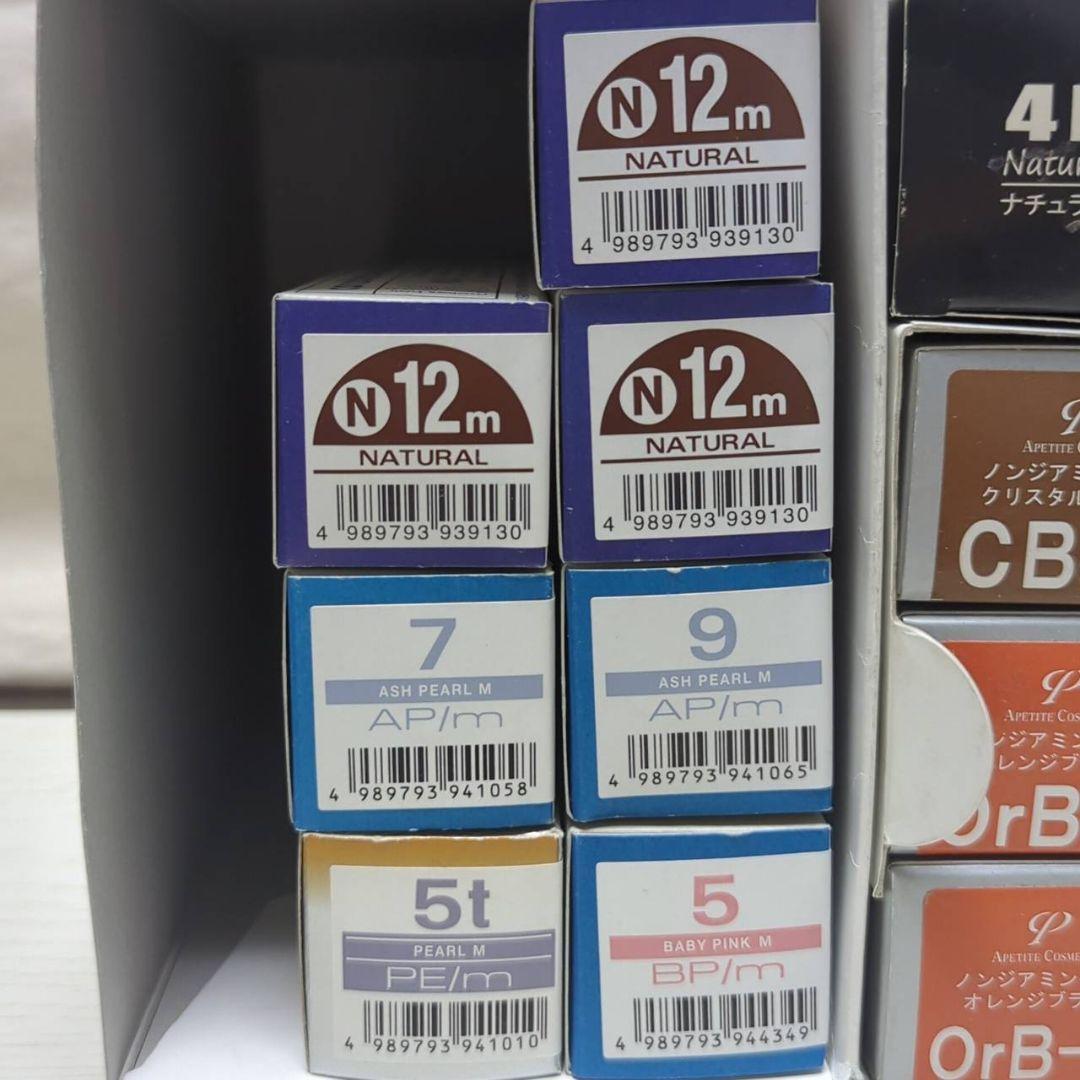 N 12m
NATURAL
4 989793 939130
N 12m
NATURAL
4 989793 939130
N 12m
NATURAL
4 989793 939130
7
ASH PEARL M
AP/m
4 989793 941058
9
ASH PEARL M
AP/m
4 989793 941065
5t
PEARL M
PE/m
4 989793 941010
5
BABY PINK M
BP/m
4 989793 944349
4
Natur
ナチュラ
APETITE C
ノンジアミ
クリスタル
CB
APETITE COS
ンジアミン
レンジブ
OrB
APETITE COSME
ノンジアミン
オレンジブラ
OrB-